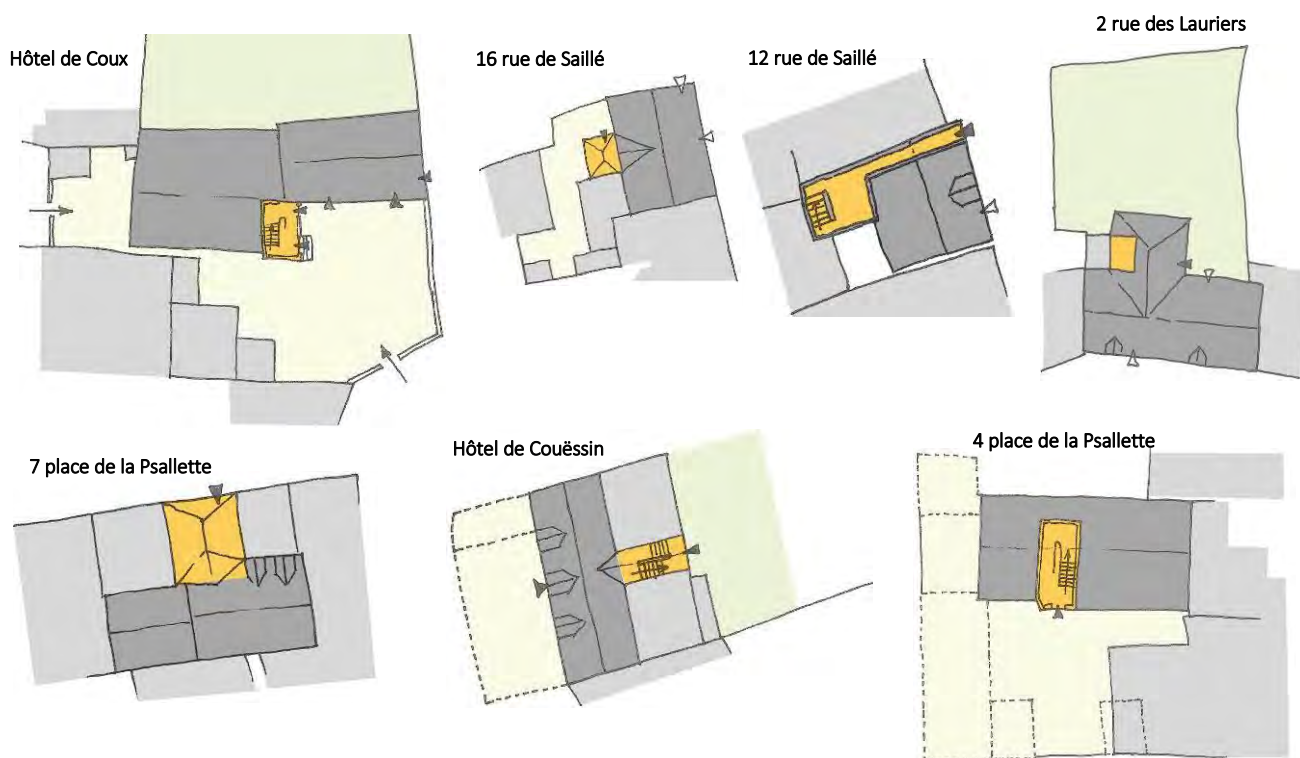 2 rue des Lauriers
Hôtel de Coux
16 rue de Saillé
12 rue de Saillé
7 place de la Psallette
Hôtel de Couëssin
4 place de la Psallette